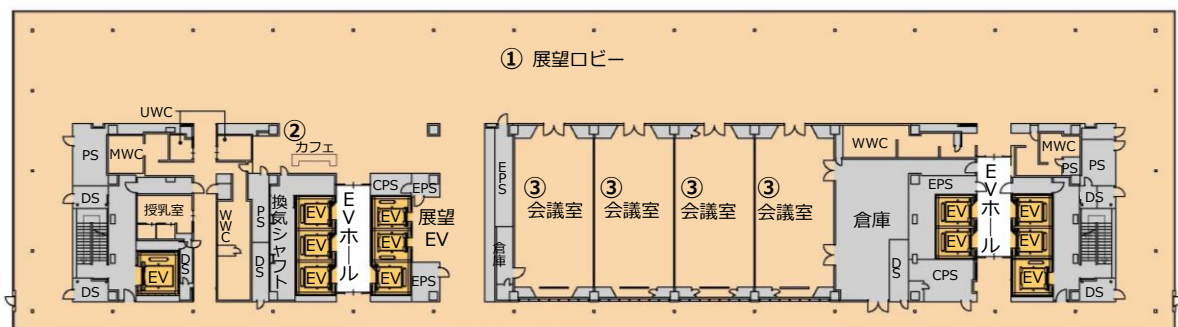 ① 展望ロビー
UWC
②
カフェ
PS
MWC
DS
授乳室
WWC
PS
DS
換気シャフト
EV
EV
EV
EVホール
CPS
EPS
EV
EV
EV
展望
EV
EPS
EV
DS
DS
EPS
倉庫
③
会議室
③
会議室
③
会議室
③
会議室
WWC
倉庫
DS
EPS
CPS
EV
EV
EVホール
EV
EV
EV
MWC
PS
PS
DS
DS